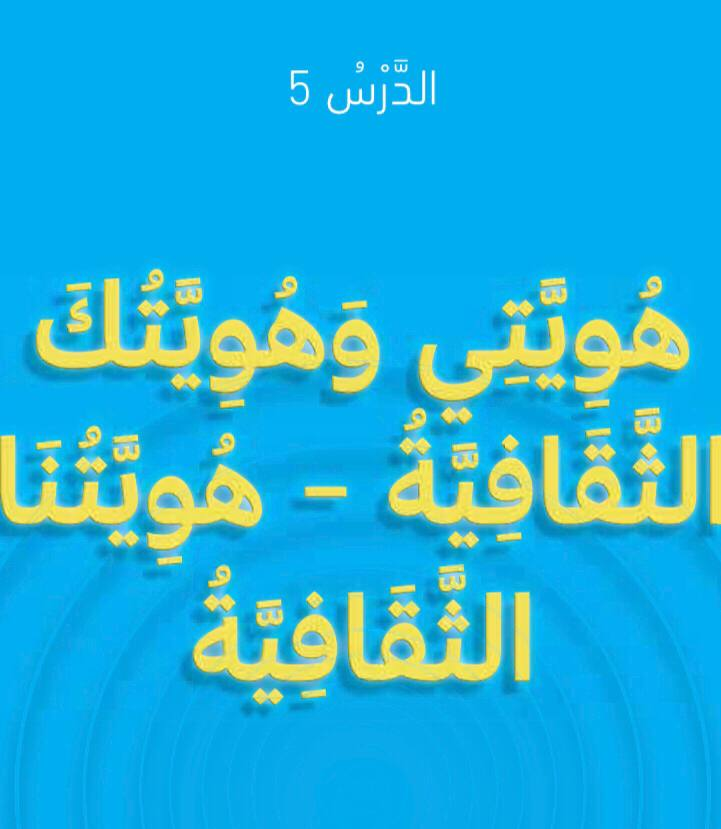 الدَّرْسُ 5
هُوِيَّتِي وَهُوِيَّتُكَ
الثَّقَافِيَّةُ - هُوِيَّتُنَا
الثَّقَافِيَّةُ